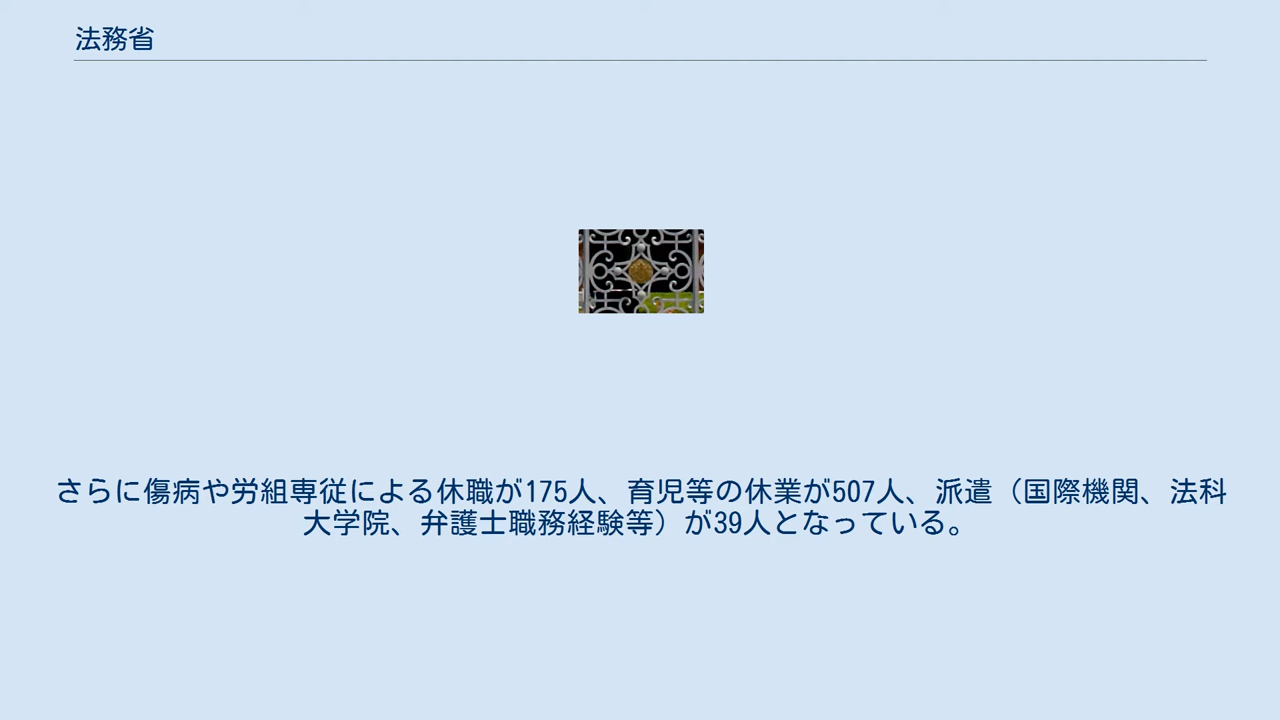 法務省
さらに傷病や労組専従による休職が175人、育児等の休業が507人、派遣（国際機関、法科
大学院、弁護士職務経験等）が39人となっている。